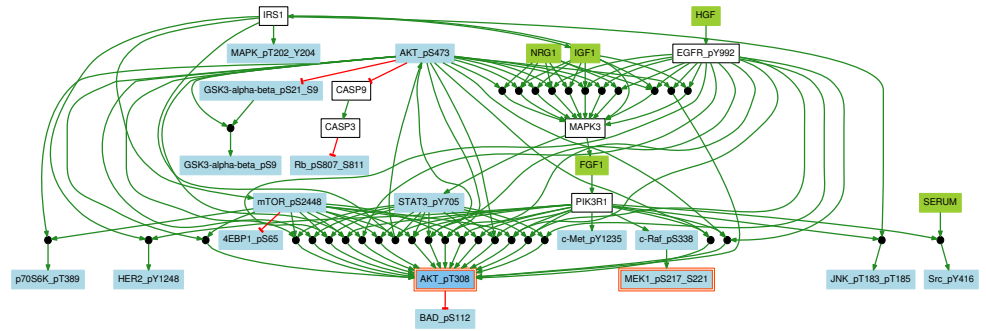 IRS1
HGF
MAPK_pT202_Y204
AKT_pS473
NRG1
IGF1
EGFR_pY992
GSK3-alpha-beta_pS21_S9
CASP9
CASP3
MAPK3
GSK3-alpha-beta_pS9
Rb_pS807_S811
FGF1
mTOR_pS2448
STAT3_pY705
PIK3R1
SERUM
4EBP1_pS65
c-Met_pY1235
c-Raf_pS338
p70S6K_pT389
HER2_pY1248
AKT_pT308
MEK1_pS217_S221
JNK_pT183_pT185
Src_pY416
BAD_pS112